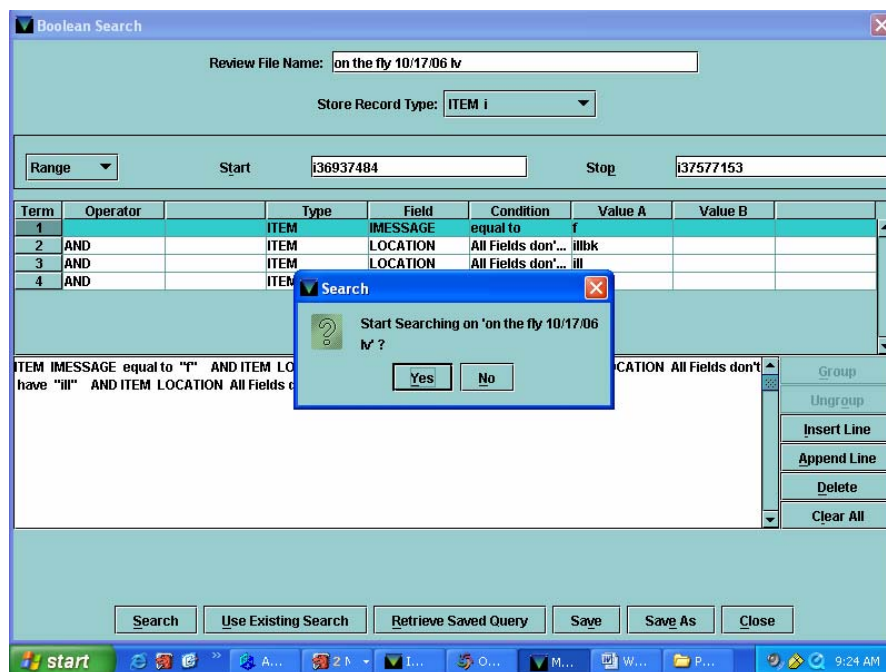 Boolean Search
Review File Name: on the fly 10/17/06 lv
Store Record Type: ITEM i
Range Start i36937484 Stop i37577153
Term Operator Type Field Condition Value A Value B
1 ITEM IMESSAGE equal to f
2 AND ITEM LOCATION All Fields don'... illbk
3 AND ITEM LOCATION All Fields don'... ill
4 AND ITEM
Search
Start Searching on 'on the fly 10/17/06
lv' ?
Yes No
ITEM IMESSAGE equal to "f" AND ITEM LO CATION All Fields don't
have "ill" AND ITEM LOCATION All Fields d
Group
Ungroup
Insert Line
Append Line
Delete
Clear All
Search Use Existing Search Retrieve Saved Query Save Save As Close
start A... 2 N I... O... M... W... P... 9:24 AM